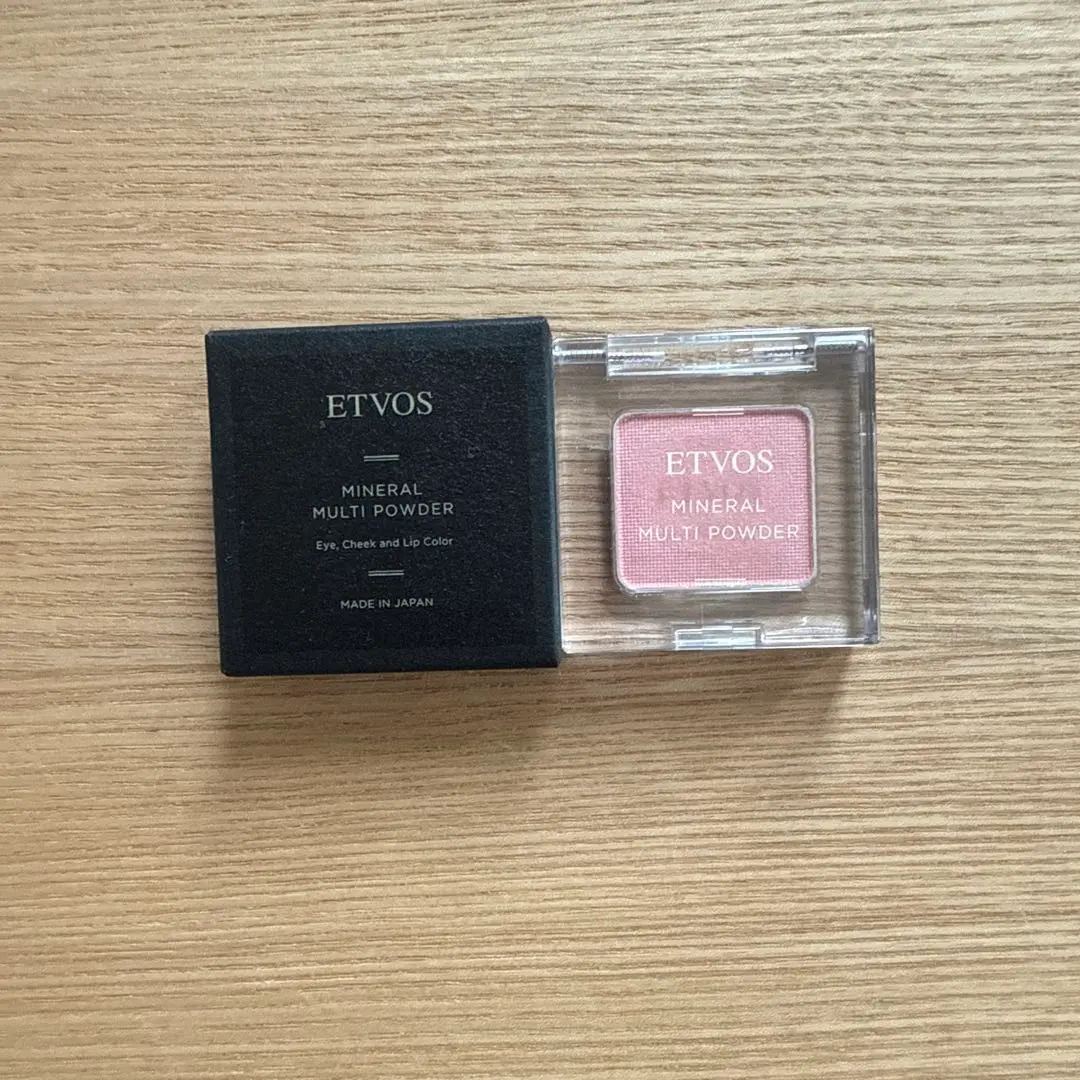 ETVOS
MINERAL
MULTI POWDER
Eye, Cheek and Lip Color
MADE IN JAPAN
ETVOS
MINERAL
MULTI POWDER